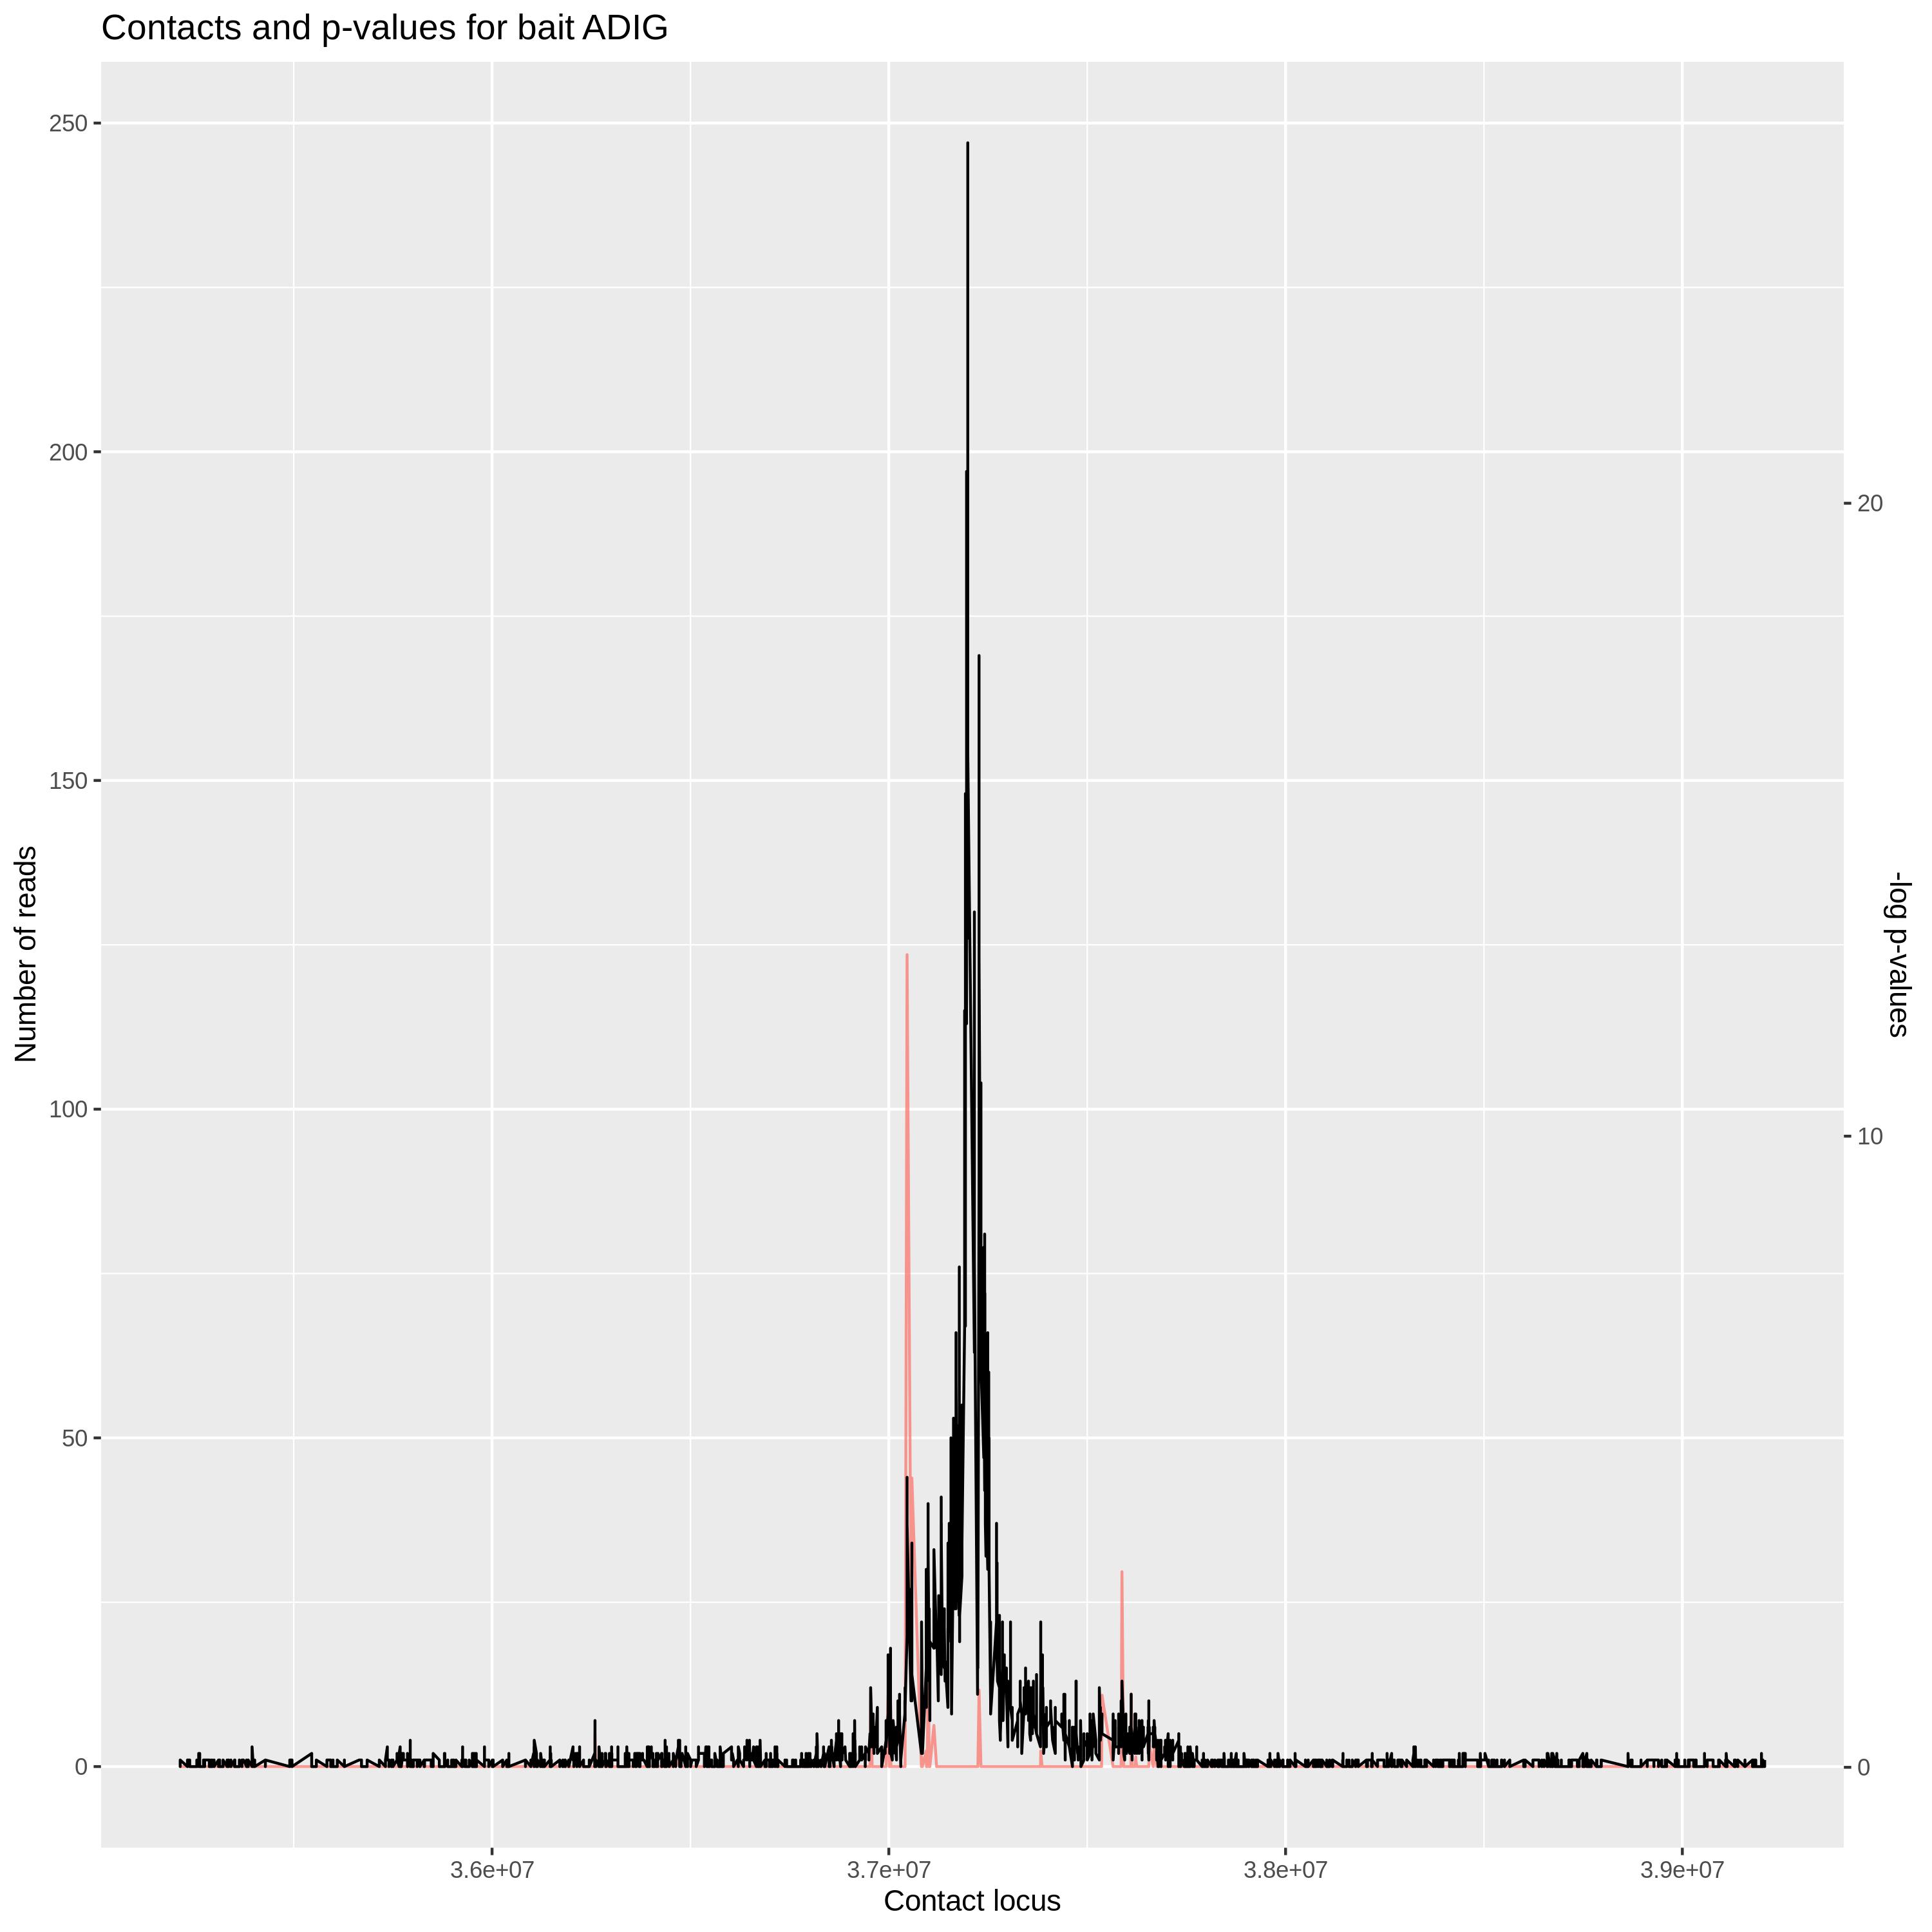 Contacts and p-values for bait ADIG
250
200
150
100
50
0
Number of reads
20
10
0
-log p-values
3.6e+07
3.7e+07
3.8e+07
3.9e+07
Contact locus